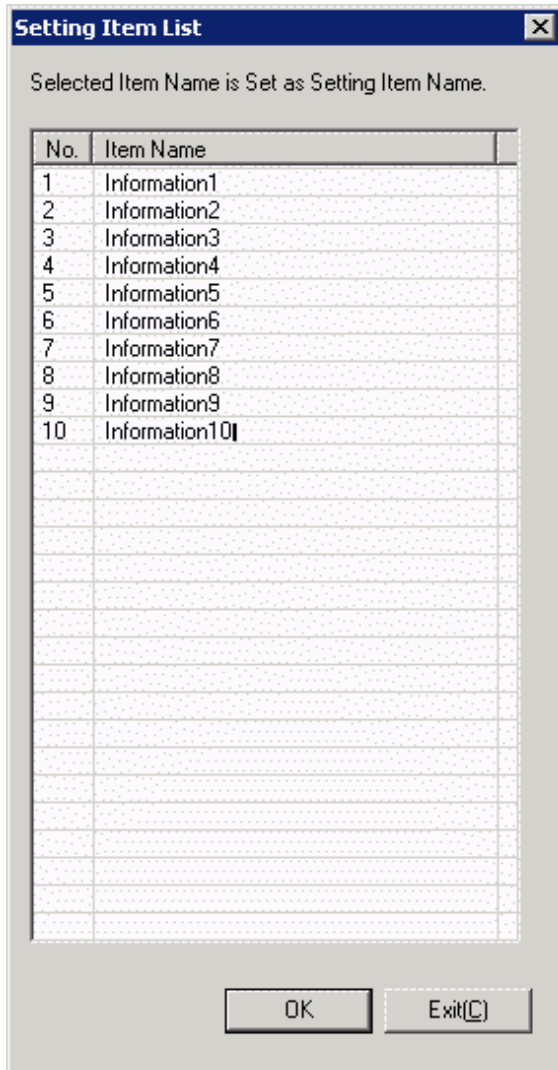 Setting Item List
Selected Item Name is Set as Setting Item Name.
No. Item Name
1 Information1
2 Information2
3 Information3
4 Information4
5 Information5
6 Information6
7 Information7
8 Information8
9 Information9
10 Information10
OK Exit(C)